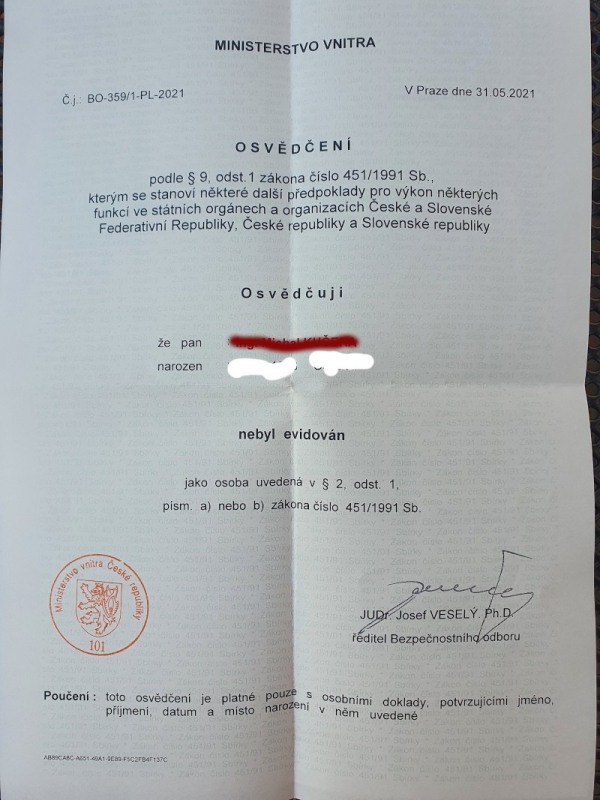 MINISTERSTVO VNITRA
Č.j.: BO-359/1-PL-2021
V Praze dne 31.05.2021
OSVĚDČENÍ
podle § 9, odst.1 zákona číslo 451/1991 Sb.,
kterým se stanoví některé další předpoklady pro výkon některých
funkcí ve státních orgánech a organizacích České a Slovenské
Federativní Republiky, České republiky a Slovenské republiky
Osvědčuji
že pan
narozen
nebyl evidován
jako osoba uvedená v § 2, odst. 1,
písm. a) nebo b) zákona číslo 451/1991 Sb.
Ministerstvo vnitra České republiky
101
JUDr. Josef VESELÝ, Ph.D.
ředitel Bezpečnostního odboru
Poučení : toto osvědčení je platné pouze s osobními doklady, potvrzujícími jméno,
příjmení, datum a místo narození v něm uvedené